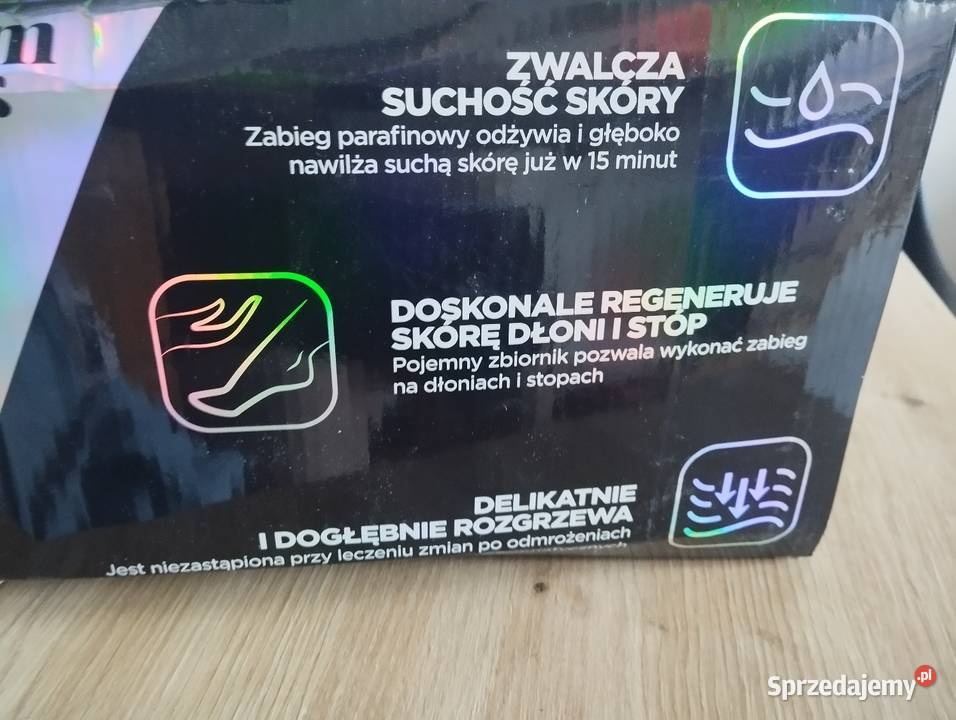 ZWALCZA
SUCHOŚĆ SKÓRY
Zabieg parafinowy odżywia i głęboko
nawilża suchą skórę już w 15 minut
DOSKONALE REGENERUJE
SKÓRĘ DŁONI I STÓP
Pojemny zbiornik pozwala wykonać zabieg
na dłoniach i stopach
DELIKATNIE
I DOGŁĘBNIE ROZGRZEWA
Jest niezastąpiona przy leczeniu zmian po odmrożeniach
Sprzedajemy.pl